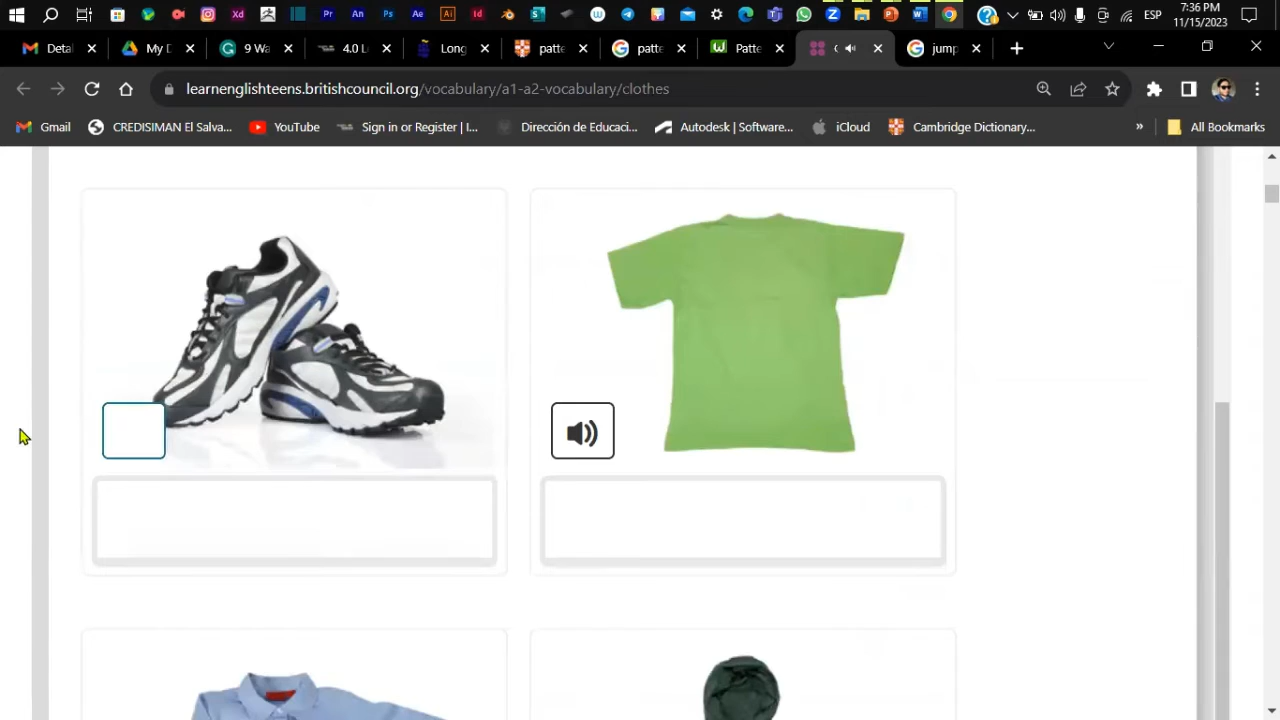 ESP
7:36 PM
11/15/2023
Detal
My D
9 Wa
4.0 L
Long
patte
patte
Patte
jump
learnenglishteens.britishcouncil.org/vocabulary/a1-a2-vocabulary/clothes
Gmail
CREDISIMAN El Salva...
YouTube
Sign in or Register | I...
Dirección de Educaci...
Autodesk | Software...
iCloud
Cambridge Dictionary...
»
All Bookmarks